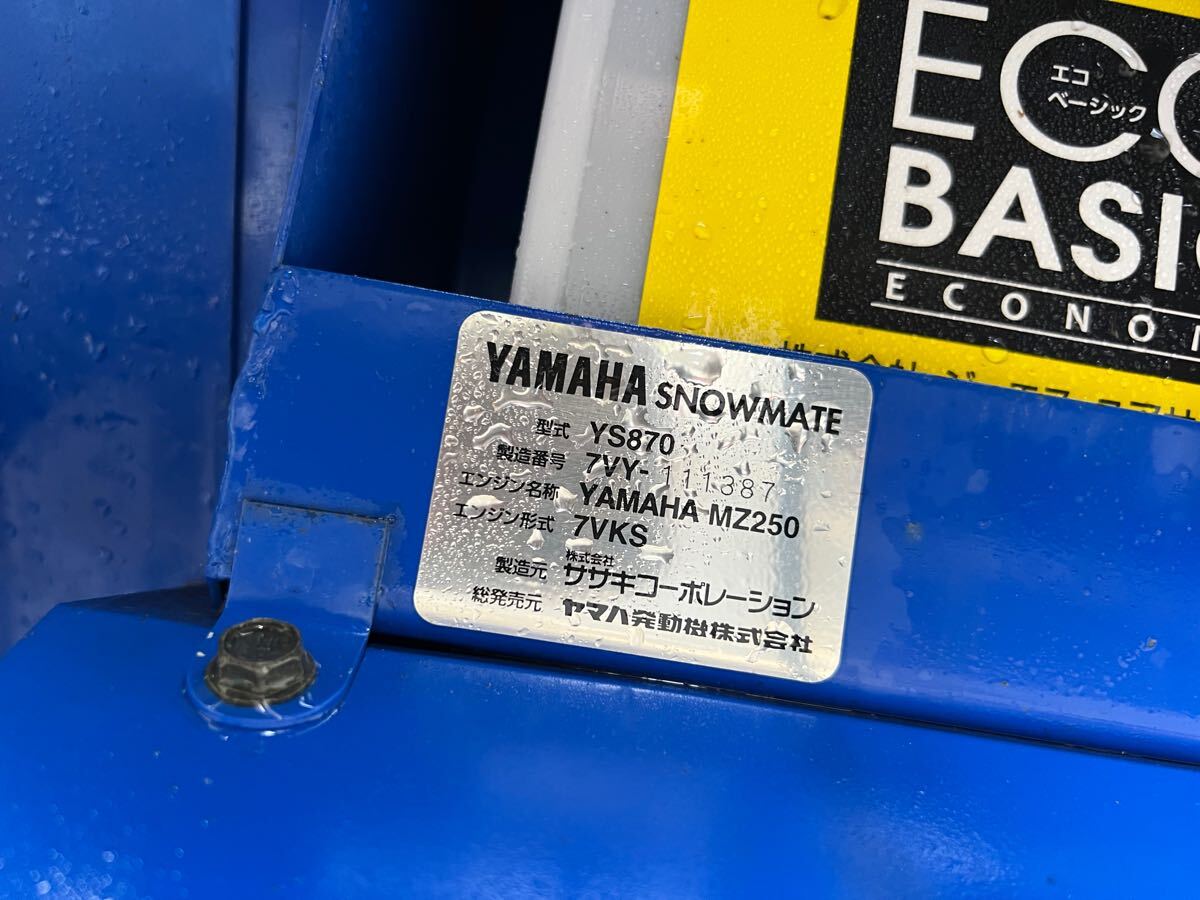 エコ
ベーシック
BASIC
ECONO
YAMAHA SNOWMATE
型式 YS870
製造番号 7VY-111387
エンジン名称 YAMAHA MZ250
エンジン形式 7VKS
製造元 株式会社 ササキコーポレーション
総発売元 ヤマハ発動機株式会社